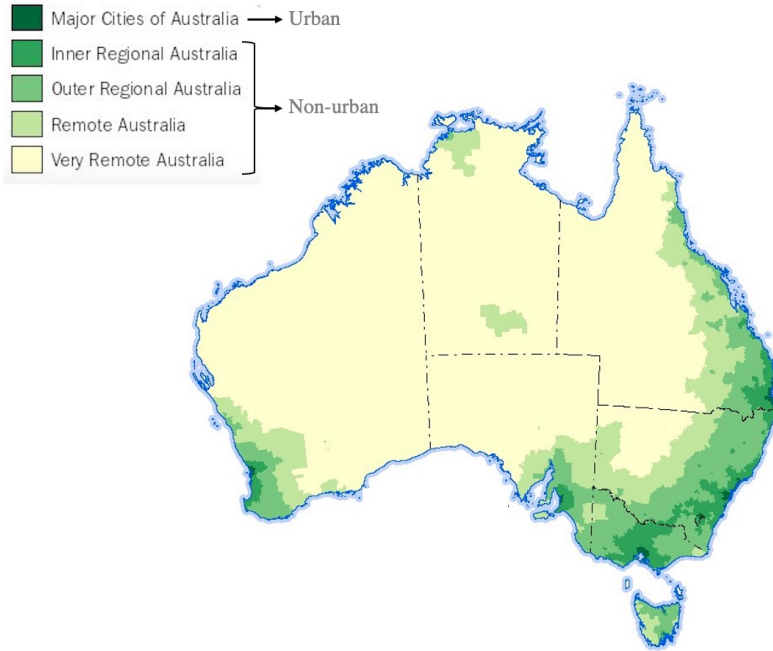 Major Cities of Australia → Urban
Inner Regional Australia
Outer Regional Australia
→ Non-urban
Remote Australia
Very Remote Australia